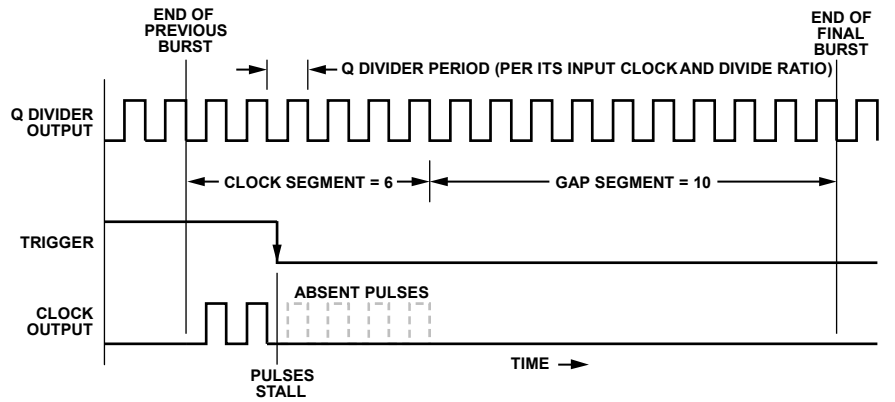 END OF
PREVIOUS
BURST
END OF
FINAL
BURST
Q DIVIDER PERIOD (PER ITS INPUT CLOCK AND DIVIDE RATIO)
Q DIVIDER
OUTPUT
CLOCK SEGMENT = 6
GAP SEGMENT = 10
TRIGGER
ABSENT PULSES
CLOCK
OUTPUT
TIME
PULSES
STALL